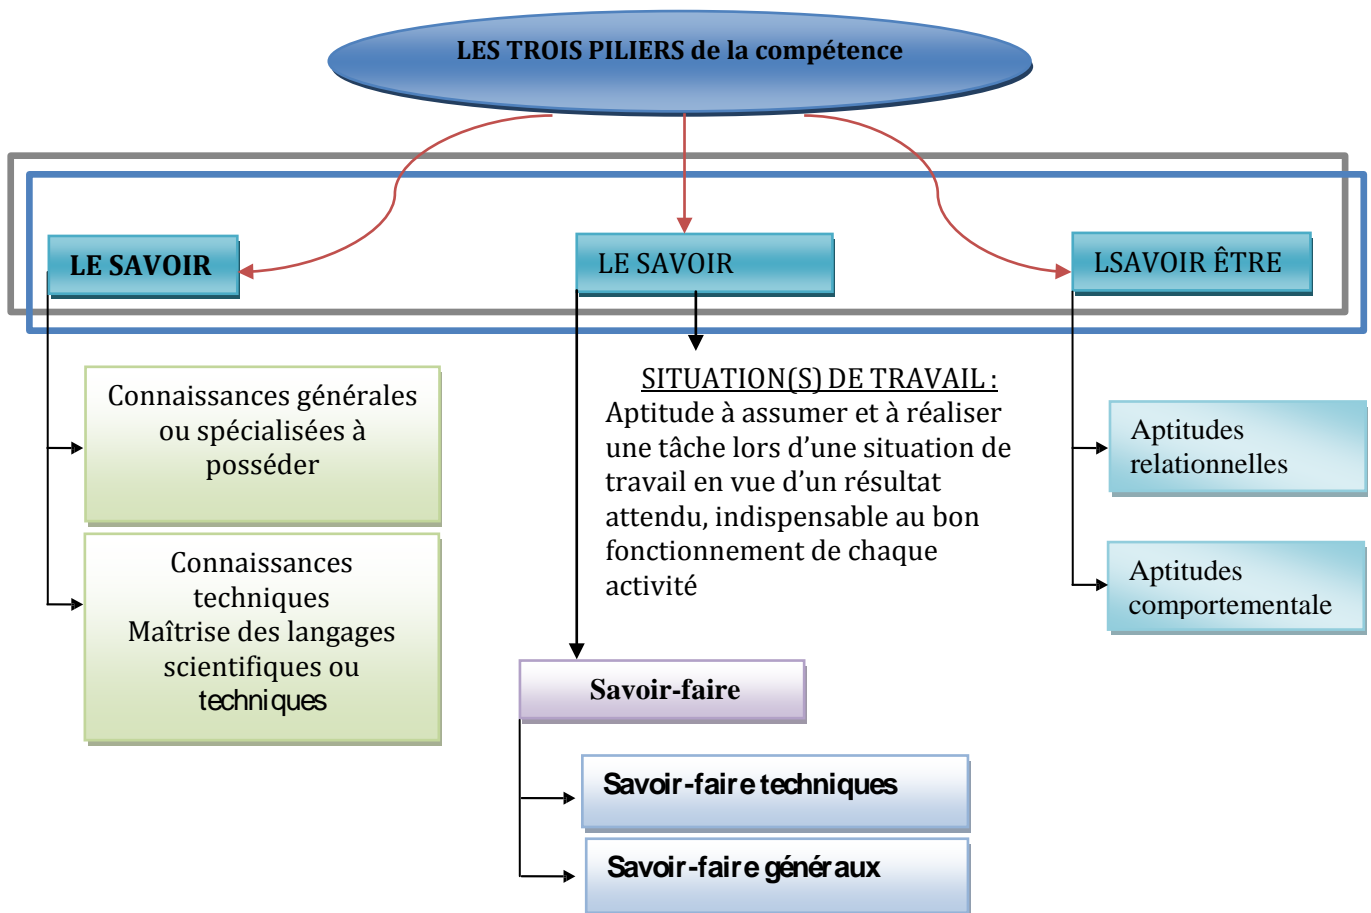 LES TROIS PILIERS de la compétence
LE SAVOIR
LE SAVOIR
LSAVOIR ÊTRE
Connaissances générales
ou spécialisées à
posséder
Connaissances
techniques
Maîtrise des langages
scientifiques ou
techniques
SITUATION(S) DE TRAVAIL :
Aptitude à assumer et à réaliser
une tâche lors d’une situation de
travail en vue d’un résultat
attendu, indispensable au bon
fonctionnement de chaque
activité
Savoir-faire
Savoir-faire techniques
Savoir-faire généraux
Aptitudes
relationnelles
Aptitudes
comportementale